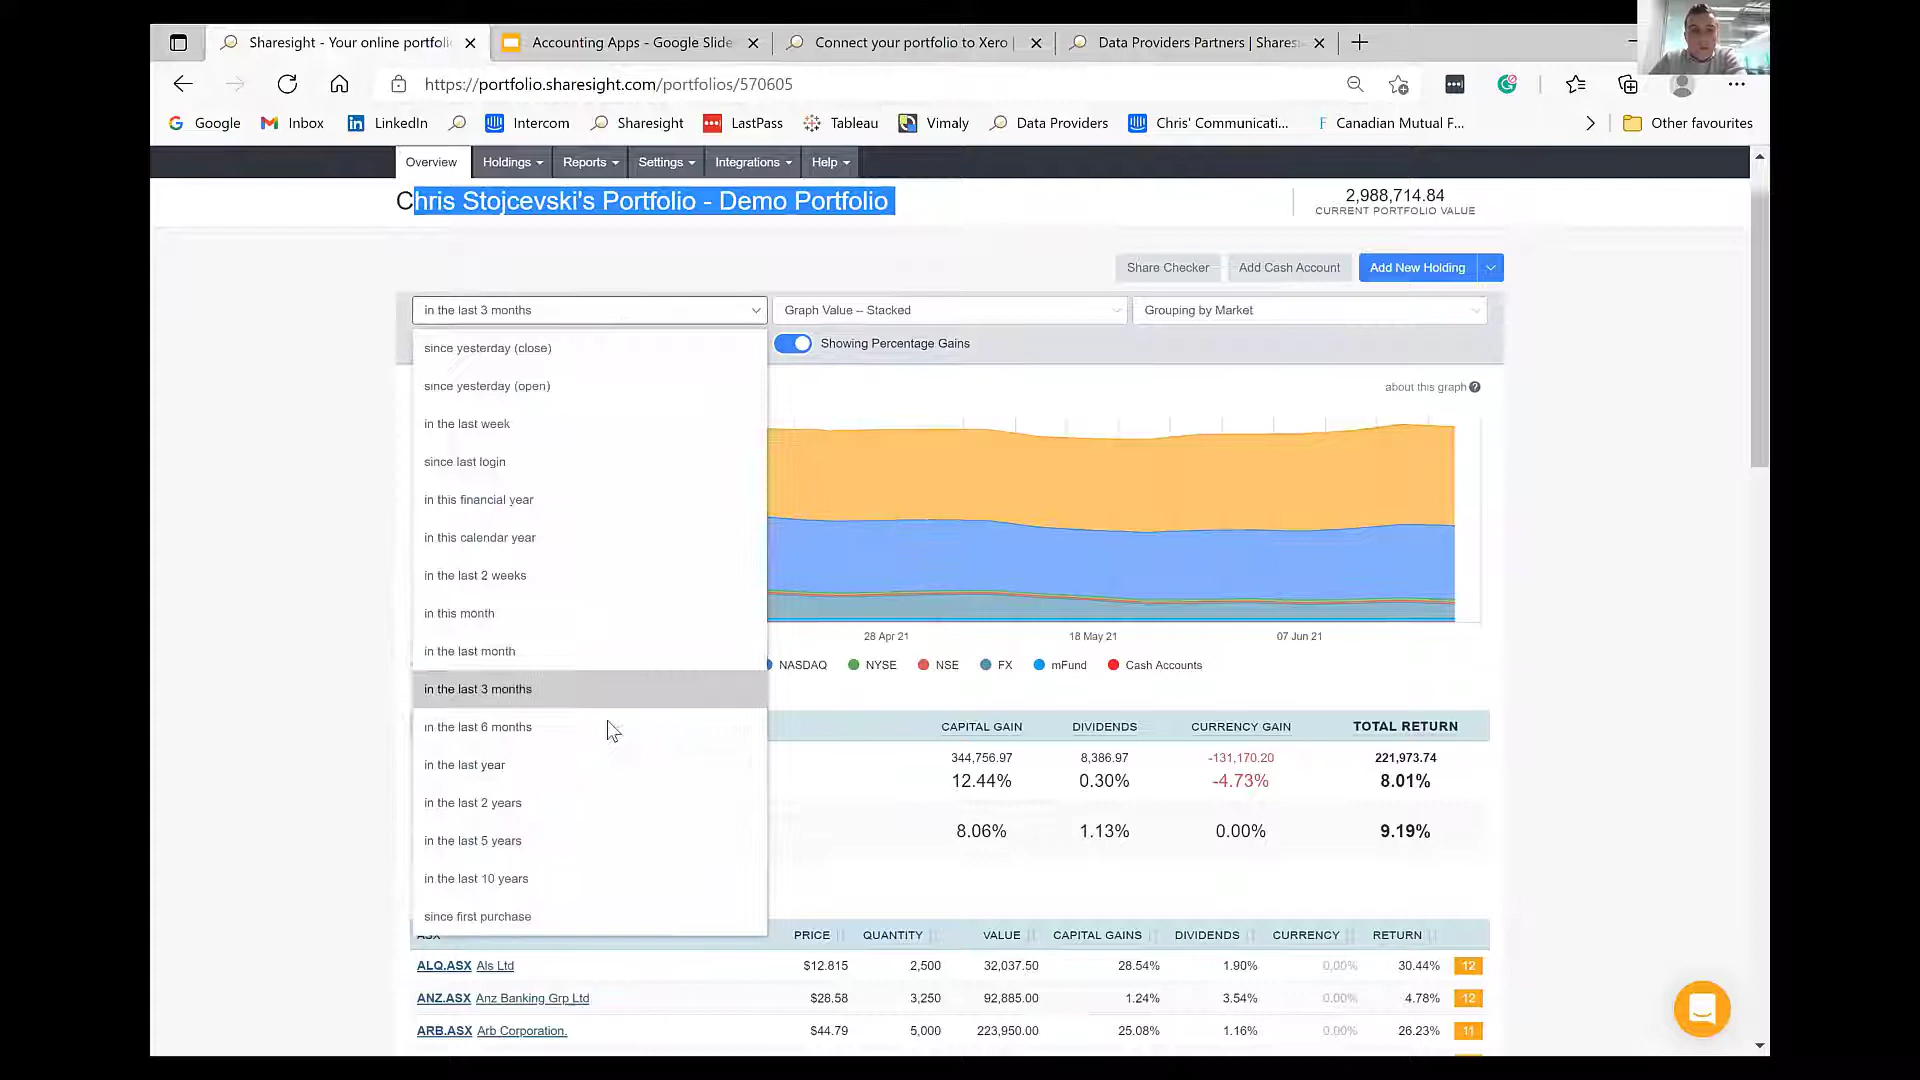 Sharesight - Your online portfoli
Accounting Apps - Google Slide
Connect your portfolio to Xero |
Data Providers Partners | Shares
https://portfolio.sharesight.com/portfolios/570605
Google
Inbox
LinkedIn
Intercom
Sharesight
LastPass
Tableau
Vimaly
Data Providers
Chris' Communicati...
Canadian Mutual F...
Other favourites
Overview
Holdings
Reports
Settings
Integrations
Help
Chris Stojcevski's Portfolio - Demo Portfolio
2,988,714.84
CURRENT PORTFOLIO VALUE
Share Checker
Add Cash Account
Add New Holding
in the last 3 months
Graph Value – Stacked
Grouping by Market
Showing Percentage Gains
since yesterday (close)
since yesterday (open)
in the last week
since last login
in this financial year
in this calendar year
in the last 2 weeks
in this month
in the last month
in the last 3 months
in the last 6 months
in the last year
in the last 2 years
in the last 5 years
in the last 10 years
since first purchase
about this graph ?
28 Apr 21
18 May 21
07 Jun 21
NASDAQ
NYSE
NSE
FX
mFund
Cash Accounts
CAPITAL GAIN DIVIDENDS CURRENCY GAIN TOTAL RETURN
344,756.97 8,386.97 -131,170.20 221,973.74
12.44% 0.30% -4.73% 8.01%
8.06% 1.13% 0.00% 9.19%
ASX PRICE QUANTITY VALUE CAPITAL GAINS DIVIDENDS CURRENCY RETURN
ALQ.ASX Als Ltd $12.815 2,500 32,037.50 28.54% 1.90% 0.00% 30.44% 12
ANZ.ASX Anz Banking Grp Ltd $28.58 3,250 92,885.00 1.24% 3.54% 0.00% 4.78% 12
ARB.ASX Arb Corporation. $44.79 5,000 223,950.00 25.08% 1.16% 0.00% 26.23% 11